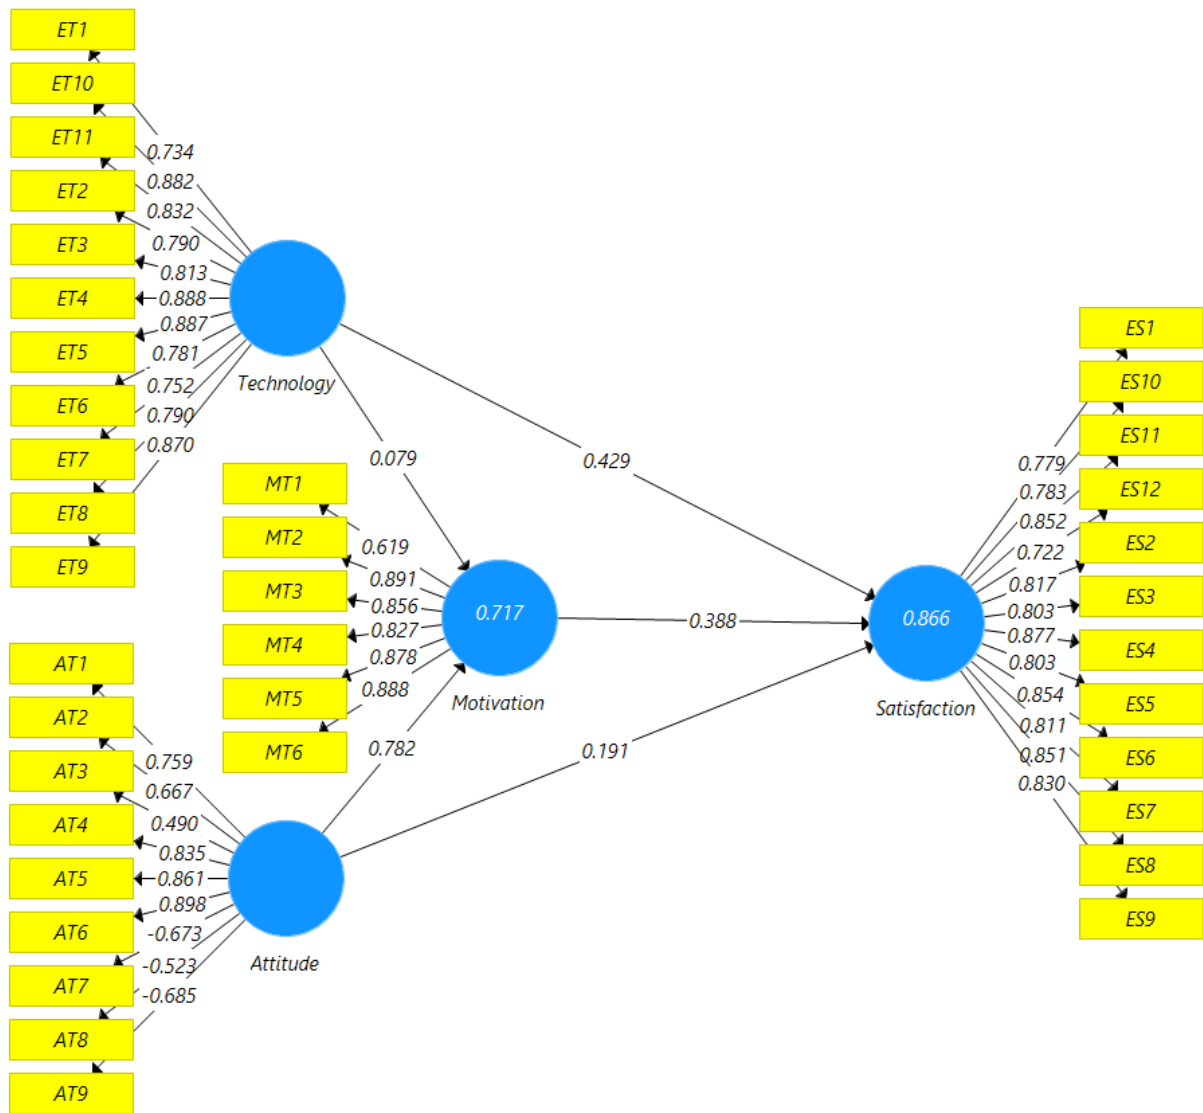 ET1
ET10
ET11
ET2
ET3
ET4
ET5
ET6
ET7
ET8
ET9
0.734
0.882
0.832
0.790
0.813
0.888
0.887
0.781
0.752
0.790
0.870
Technology
0.079
0.429
MT1
MT2
MT3
MT4
MT5
MT6
0.619
0.891
0.856
0.827
0.878
0.888
0.717
Motivation
0.388
0.782
0.191
AT1
AT2
AT3
AT4
AT5
AT6
AT7
AT8
AT9
0.759
0.667
0.490
0.835
0.861
0.898
-0.673
-0.523
-0.685
Attitude
0.866
Satisfaction
0.779
0.783
0.852
0.722
0.817
0.803
0.877
0.803
0.854
0.811
0.851
0.830
ES1
ES10
ES11
ES12
ES2
ES3
ES4
ES5
ES6
ES7
ES8
ES9